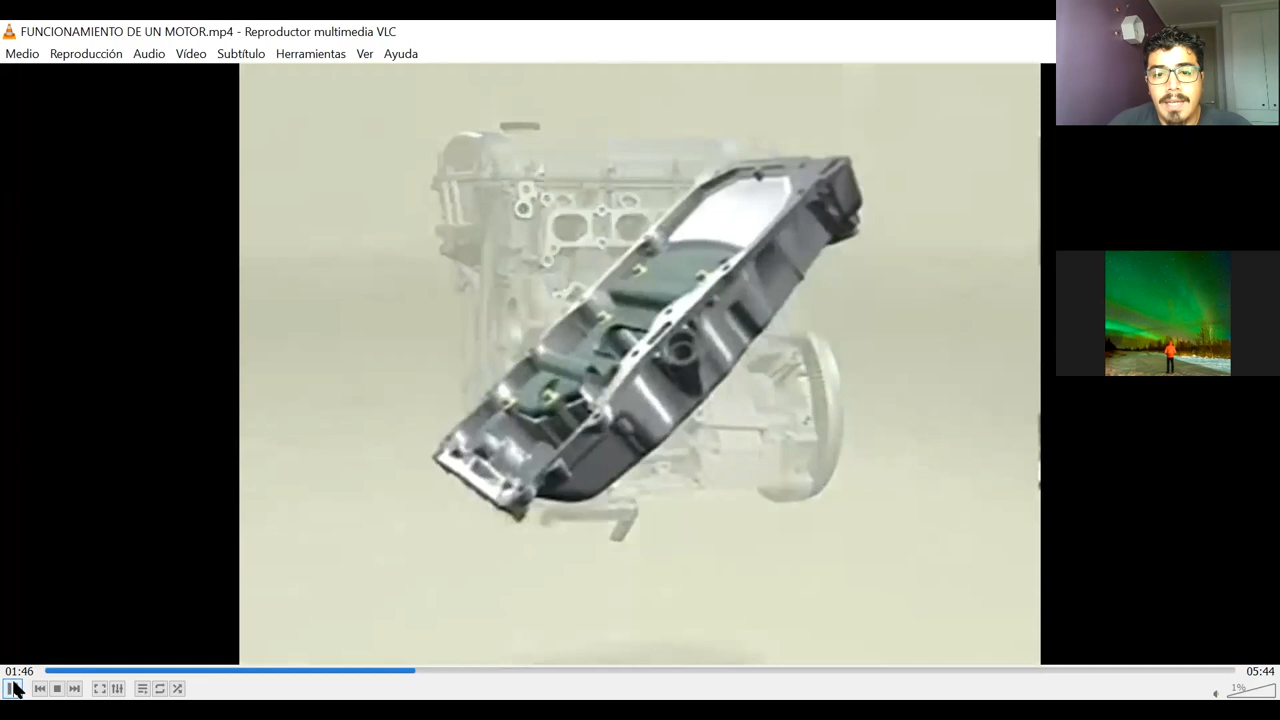 FUNCIONAMIENTO DE UN MOTOR.mp4 - Reproductor multimedia VLC
Medio Reproducción Audio Vídeo Subtítulo Herramientas Ver Ayuda
01:46 05:44
1%